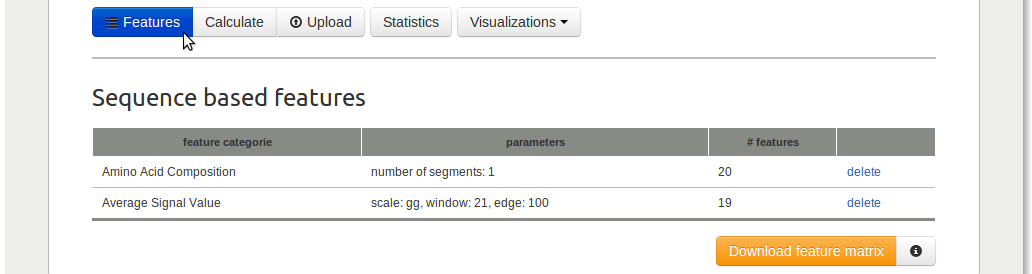 Features Calculate Upload Statistics Visualizations
Sequence based features
feature categorie parameters # features
Amino Acid Composition number of segments: 1 20 delete
Average Signal Value scale: gg, window: 21, edge: 100 19 delete
Download feature matrix